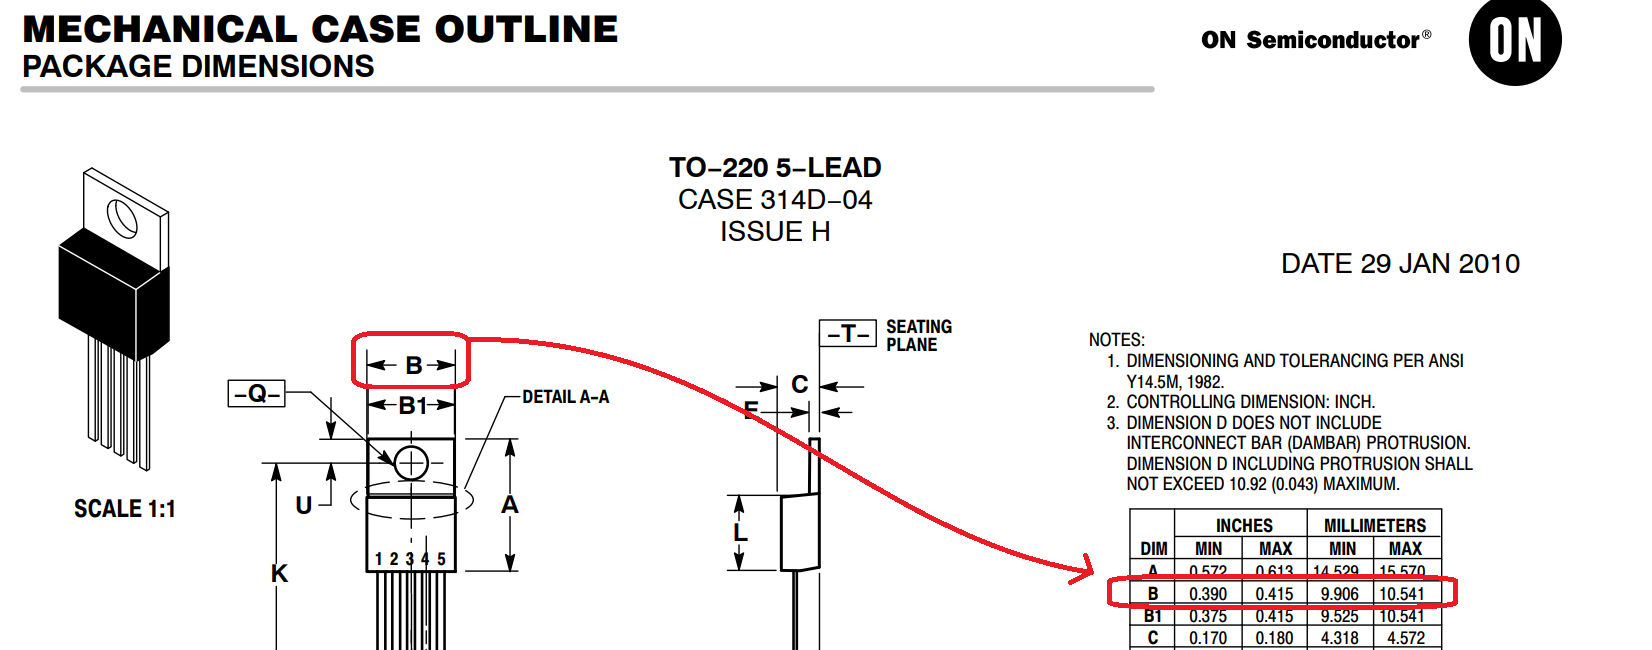 MECHANICAL CASE OUTLINE
PACKAGE DIMENSIONS
ON Semiconductor®
ON
TO−220 5−LEAD
CASE 314D−04
ISSUE H
DATE 29 JAN 2010
SCALE 1:1
−Q−
B
B1
DETAIL A−A
U
A
K
1 2 3 4 5
−T−
SEATING
PLANE
C
E
L
NOTES:
1. DIMENSIONING AND TOLERANCING PER ANSI
Y14.5M, 1982.
2. CONTROLLING DIMENSION: INCH.
3. DIMENSION D DOES NOT INCLUDE
INTERCONNECT BAR (DAMBAR) PROTRUSION.
DIMENSION D INCLUDING PROTRUSION SHALL
NOT EXCEED 10.92 (0.043) MAXIMUM.
INCHES MILLIMETERS
DIM MIN MAX MIN MAX
A 0.572 0.613 14.529 15.570
B 0.390 0.415 9.906 10.541
B1 0.375 0.415 9.525 10.541
C 0.170 0.180 4.318 4.572